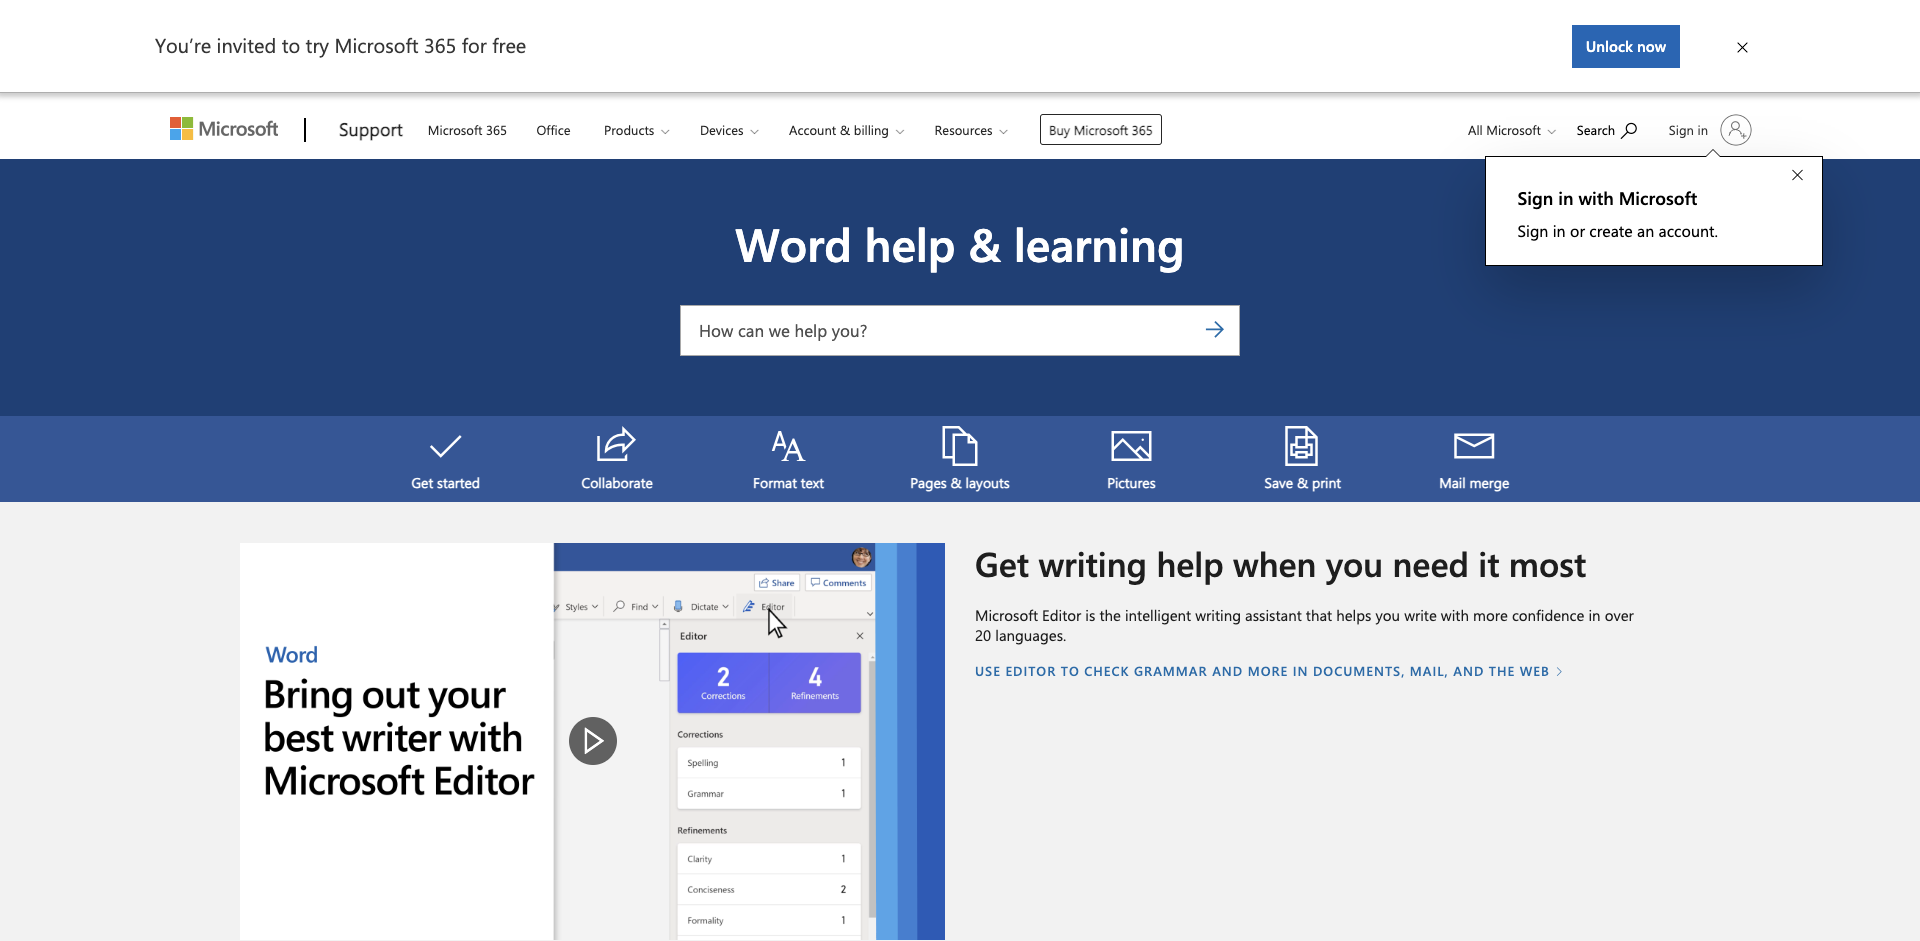 You're invited to try Microsoft 365 for free
Unlock now
Microsoft
Support
Microsoft 365
Office
Products
Devices
Account & billing
Resources
Buy Microsoft 365
All Microsoft
Search
Sign in
Sign in with Microsoft
Sign in or create an account.
Word help & learning
How can we help you?
Get started
Collaborate
Format text
Pages & layouts
Pictures
Save & print
Mail merge
Word
Bring out your
best writer with
Microsoft Editor
Share
Comments
Styles
Find
Dictate
Editor
Editor
2
Corrections
4
Refinements
Corrections
Spelling 1
Grammar 1
Refinements
Clarity 1
Conciseness 2
Formality 1
Get writing help when you need it most
Microsoft Editor is the intelligent writing assistant that helps you write with more confidence in over
20 languages.
USE EDITOR TO CHECK GRAMMAR AND MORE IN DOCUMENTS, MAIL, AND THE WEB